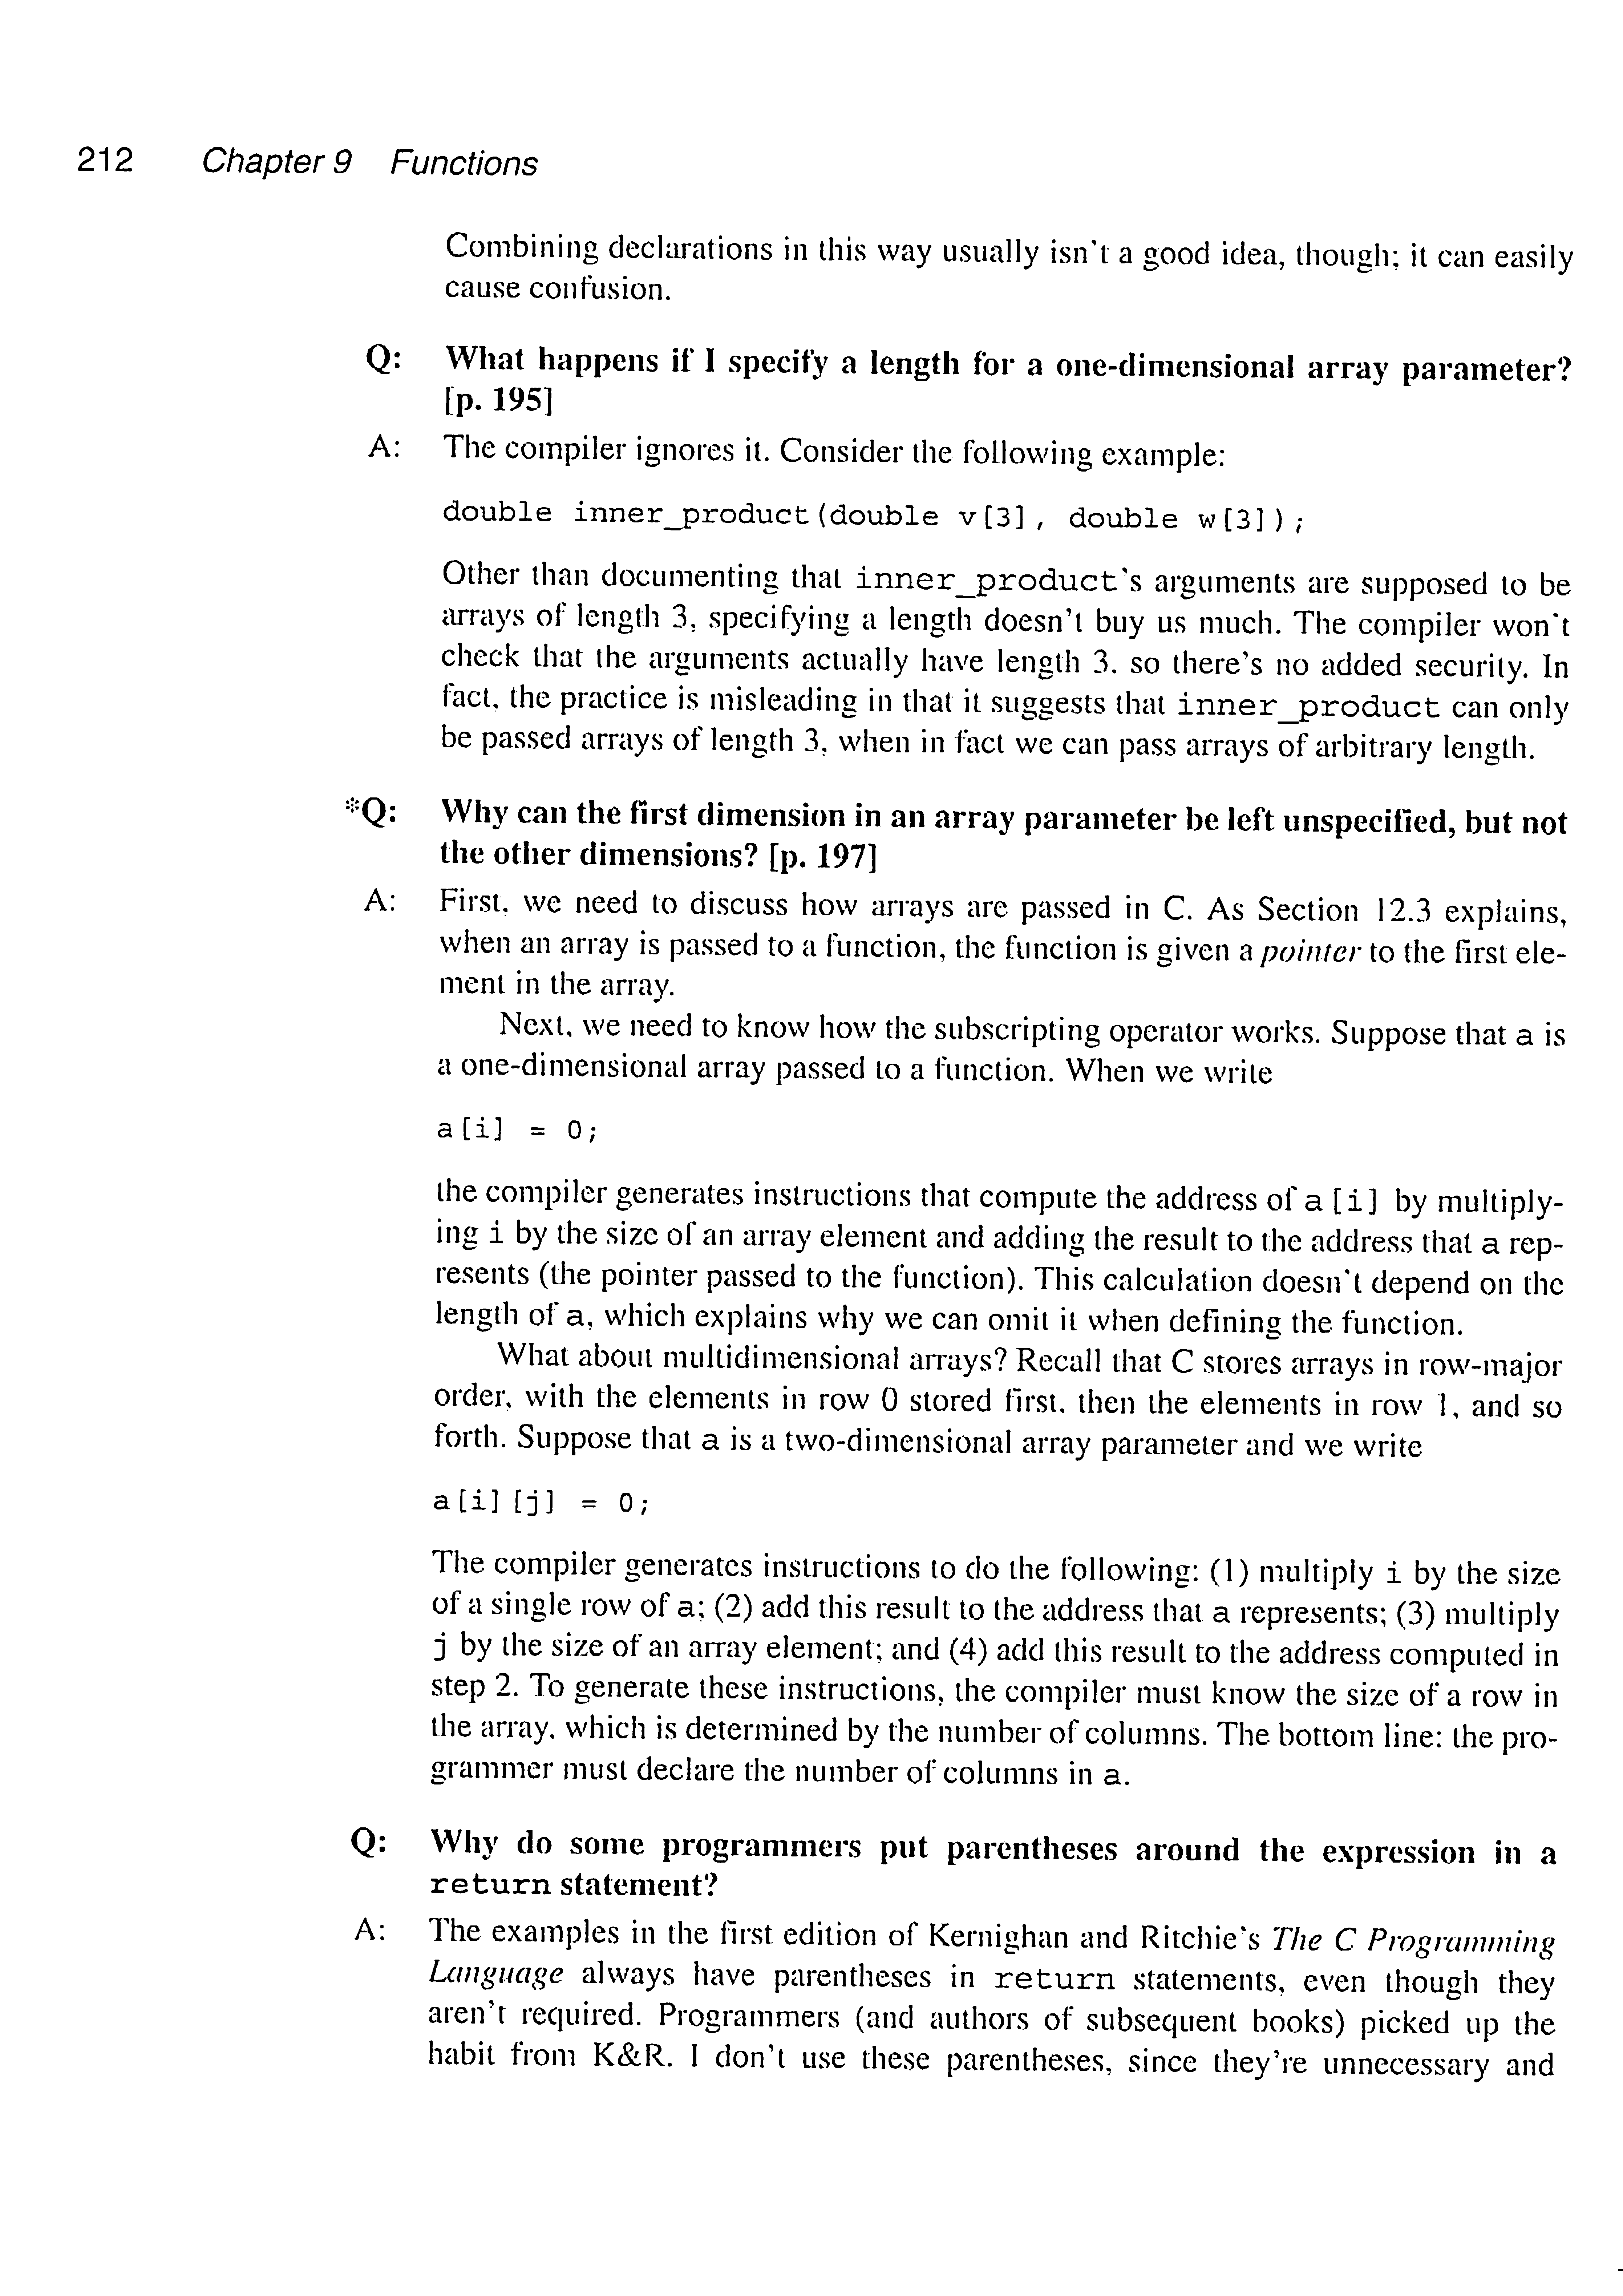 212 Chapter 9 Functions
Combining declarations in this way usually isn't a good idea, though; it can easily
cause confusion.
Q: What happens if I specify a length for a one-dimensional array parameter?
[p. 195]
A: The compiler ignores it. Consider the following example:
double inner_product(double v[3], double w[3]);
Other than documenting that inner_product's arguments are supposed to be
arrays of length 3, specifying a length doesn't buy us much. The compiler won't
check that the arguments actually have length 3, so there's no added security. In
fact, the practice is misleading in that it suggests that inner_product can only
be passed arrays of length 3, when in fact we can pass arrays of arbitrary length.
*Q: Why can the first dimension in an array parameter be left unspecified, but not
the other dimensions? [p. 197]
A: First, we need to discuss how arrays are passed in C. As Section 12.3 explains,
when an array is passed to a function, the function is given a pointer to the first ele-
ment in the array.
Next, we need to know how the subscripting operator works. Suppose that a is
a one-dimensional array passed to a function. When we write
a[i] = 0;
the compiler generates instructions that compute the address of a[i] by multiply-
ing i by the size of an array element and adding the result to the address that a rep-
resents (the pointer passed to the function). This calculation doesn't depend on the
length of a, which explains why we can omit it when defining the function.
What about multidimensional arrays? Recall that C stores arrays in row-major
order, with the elements in row 0 stored first, then the elements in row 1, and so
forth. Suppose that a is a two-dimensional array parameter and we write
a[i][j] = 0;
The compiler generates instructions to do the following: (1) multiply i by the size
of a single row of a; (2) add this result to the address that a represents; (3) multiply
j by the size of an array element; and (4) add this result to the address computed in
step 2. To generate these instructions, the compiler must know the size of a row in
the array, which is determined by the number of columns. The bottom line: the pro-
grammer must declare the number of columns in a.
Q: Why do some programmers put parentheses around the expression in a
return statement?
A: The examples in the first edition of Kernighan and Ritchie's The C Programming
Language always have parentheses in return statements, even though they
aren't required. Programmers (and authors of subsequent books) picked up the
habit from K&R. I don't use these parentheses, since they're unnecessary and